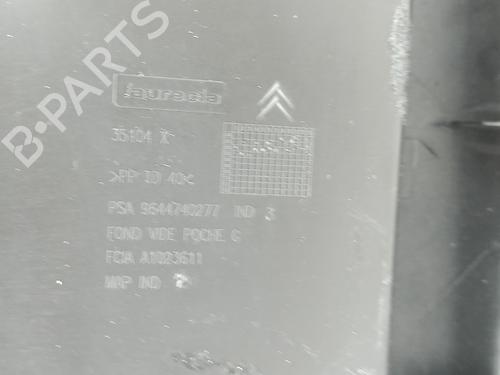 B-PARTS
faurecia
35104 X
>PP TD 40<
PSA 9644740277 IND 3
FOND VIDE POCHE G
FCIA A1023611
MAP IND